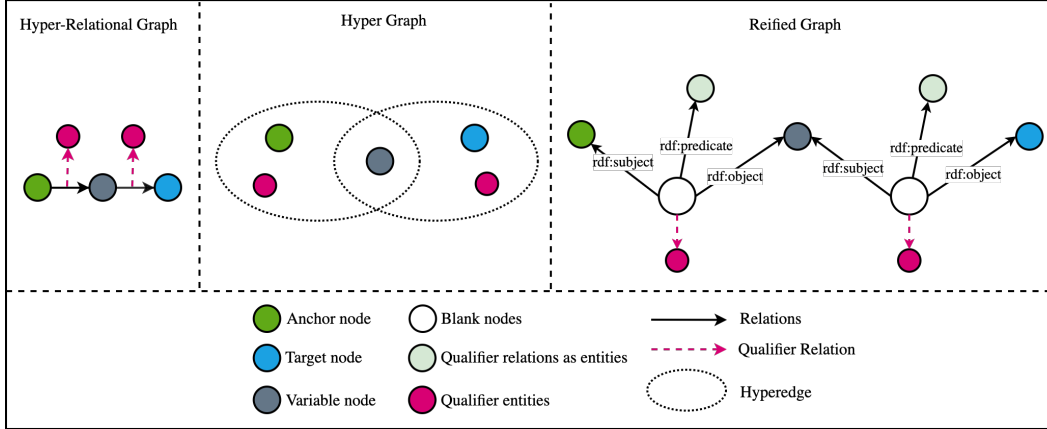 Hyper-Relational Graph
Hyper Graph
Reified Graph
rdf:subject
rdf:predicate
rdf:object
rdf:subject
rdf:predicate
rdf:object
Anchor node
Blank nodes
Relations
Target node
Qualifier relations as entities
Qualifier Relation
Variable node
Qualifier entities
Hyperedge